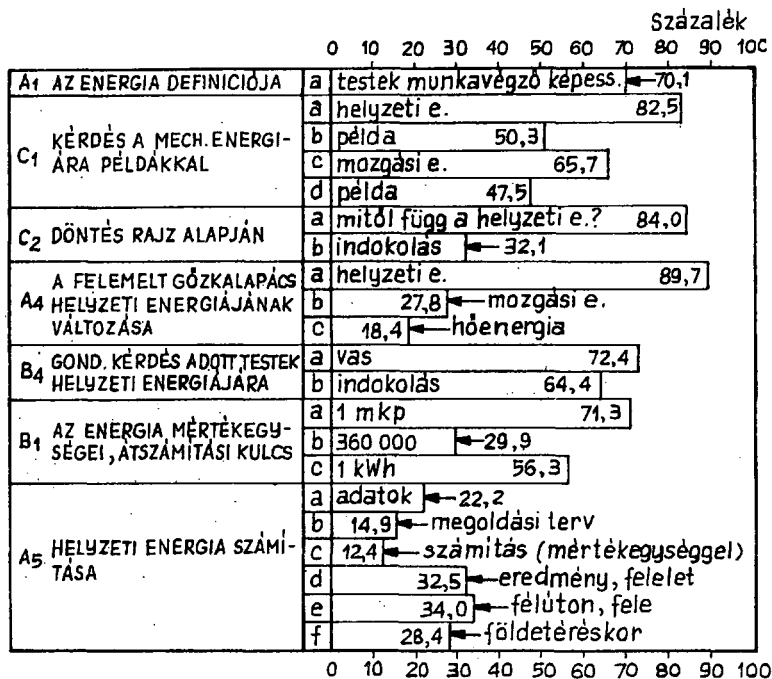 Százalék
0 10 20 30 40 50 60 70 80 90 100
A1 AZ ENERGIA DEFINICIÓJA a testek munkavégző képess. 70,1
C1 KÉRDÉS A MECH. ENERGI-
ÁRA PÉLDÁKKAL
a helyzeti e. 82,5
b példa 50,3
c mozgási e. 65,7
d példa 47,5
C2 DÖNTÉS RAJZ ALAPJÁN
a mitől függ a helyzeti e.? 84,0
b indokolás 32,1
A4 A FELEMELT GŐZKALAPÁCS
HELYZETI ENERGIÁJÁNAK
VÁLTOZÁSA
a helyzeti e. 89,7
b 27,8 mozgási e.
c 18,4 hőenergia
B4 GOND. KÉRDÉS ADOTT TESTEK
HELYZETI ENERGIÁJÁRA
a vas 72,4
b indokolás 64,4
B1 AZ ENERGIA MÉRTÉKEGY-
SÉGEI, ÁTSZÁMÍTÁSI KULCS
a 1 mkp 71,3
b 360 000 29,9
c 1 kWh 56,3
A5 HELYZETI ENERGIA SZÁMÍ-
TÁSA
a adatok 22,2
b 14,9 megoldási terv
c 12,4 számítás (mértékegységgel)
d 32,5 eredmény, felelet
e 34,0 félúton, fele
f 28,4 földetéréskor
0 10 20 30 40 50 60 70 80 90 100